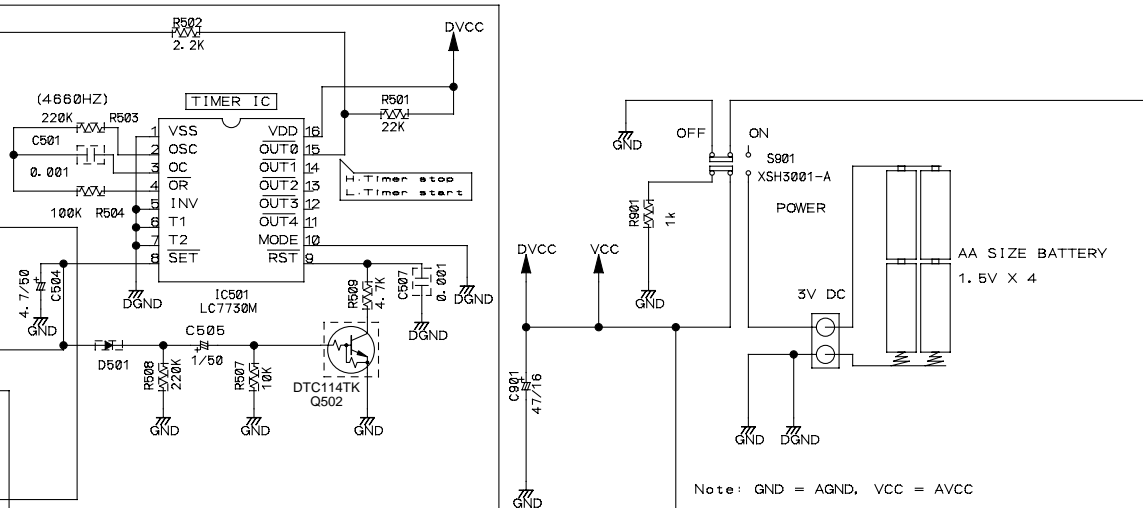 R502
2.2K
DVCC
(4660HZ)
220K R503
C501
0.001
100K R504
TIMER IC
R501
22K
1 VSS VDD 16
2 OSC OUT0 15
3 OC OUT1 14
4 OR OUT2 13
5 INV OUT3 12
6 T1 OUT4 11
7 T2 MODE 10
8 SET RST 9
H.Timer stop
L.Timer start
IC501
LC7730M
DGND
4.7/50
C504
GND
D501
C505
1/50
R508
220K
GND
R507
10K
GND
R509
4.7K
C507
0.001
DGND
DGND
DTC114TK
Q502
GND
GND
OFF ON
S901
XSH3001-A
POWER
R901
1k
GND
DVCC VCC
C901
47/16
GND
3V DC
AA SIZE BATTERY
1.5V X 4
GND DGND
Note: GND = AGND, VCC = AVCC